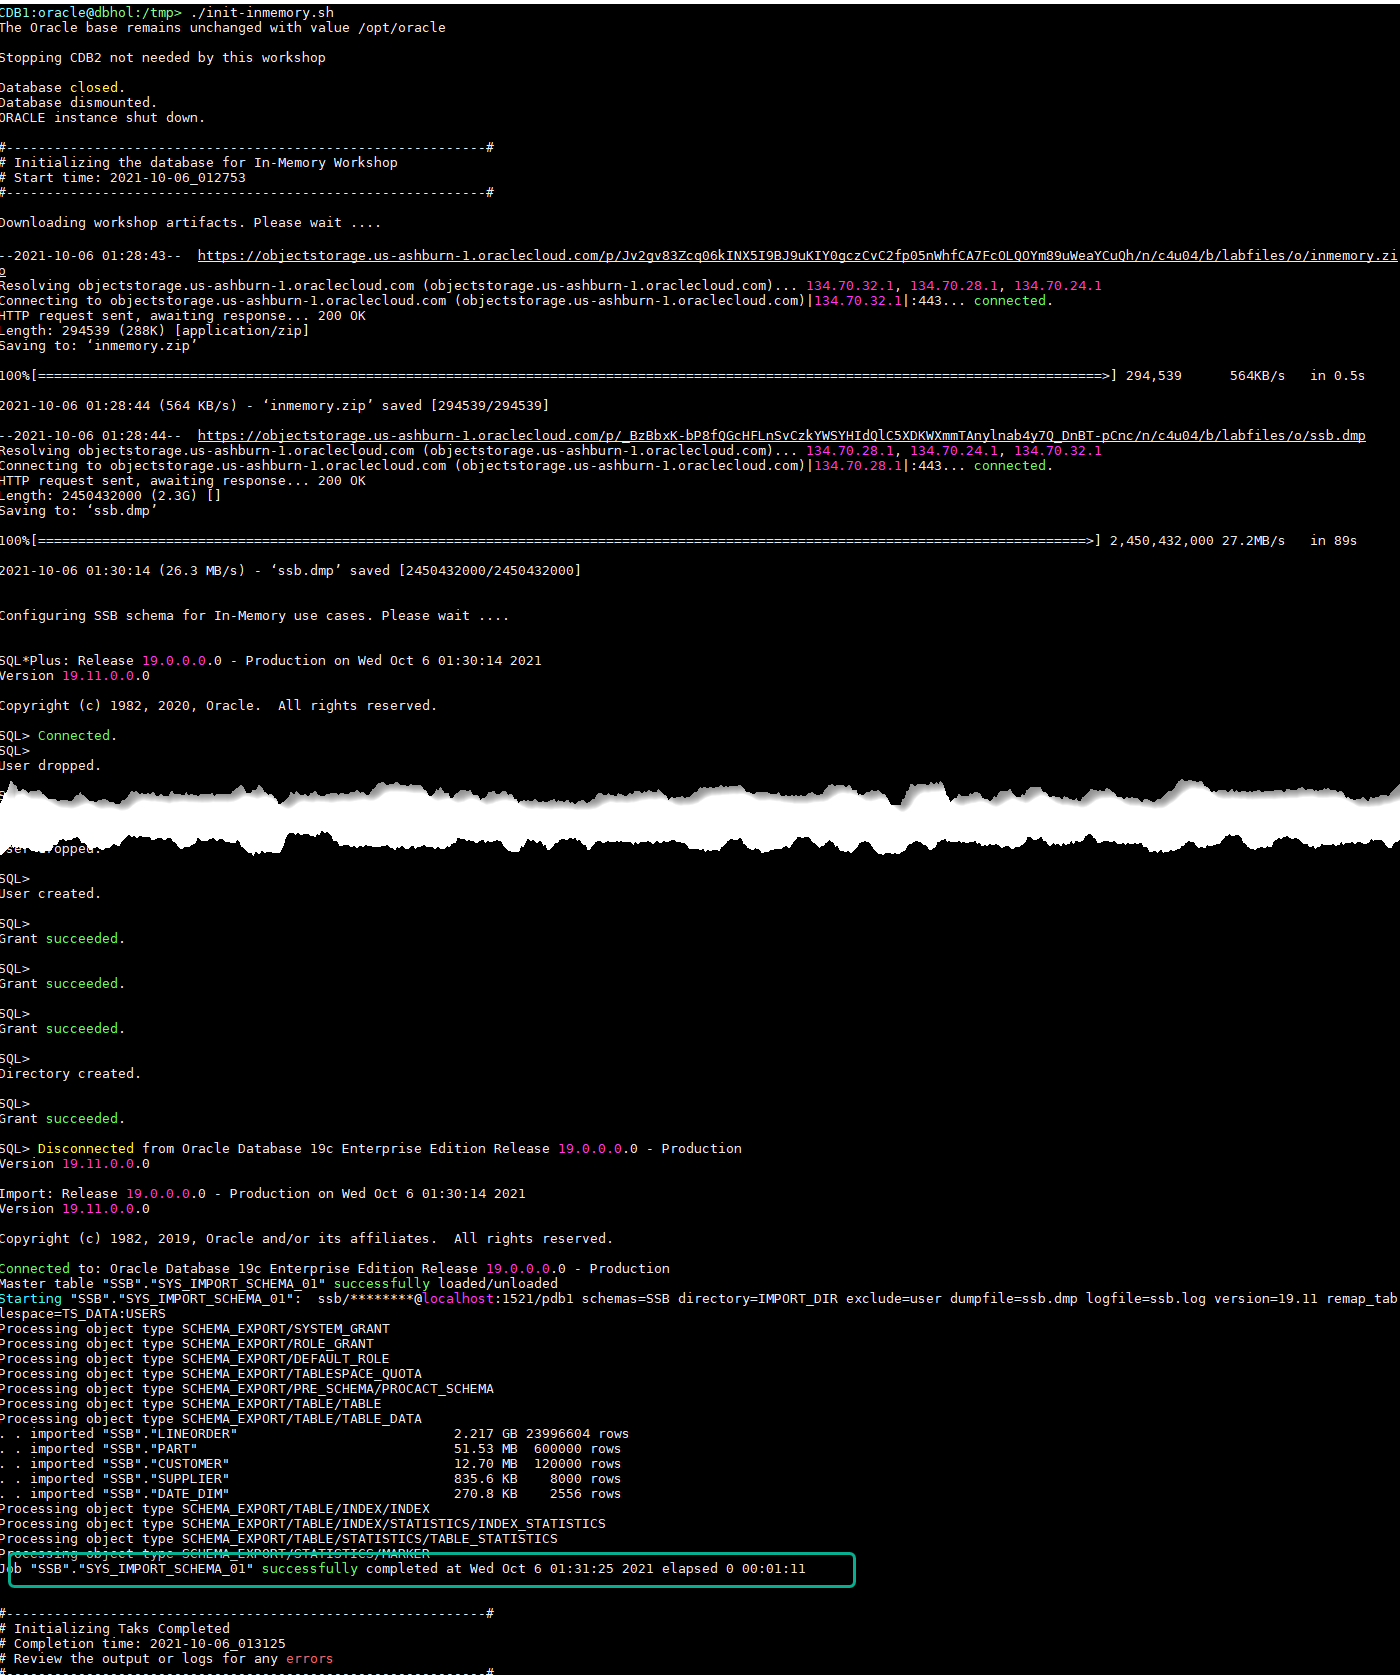 CDB1:oracle@dbhol:/tmp> ./init-inmemory.sh
The Oracle base remains unchanged with value /opt/oracle
Stopping CDB2 not needed by this workshop
Database closed.
Database dismounted.
ORACLE instance shut down.
#------------------------------------------------------------#
# Initializing the database for In-Memory Workshop
# Start time: 2021-10-06_012753
#------------------------------------------------------------#
Downloading workshop artifacts. Please wait ....
--2021-10-06 01:28:43--  https://objectstorage.us-ashburn-1.oraclecloud.com/p/Jv2gv83Zcq06kINX5I9BJ9uKIY0gczCvC2fp05nWhfCA7FcOLQOYm89uWeaYCuQh/n/c4u04/b/labfiles/o/inmemory.zi
p
Resolving objectstorage.us-ashburn-1.oraclecloud.com (objectstorage.us-ashburn-1.oraclecloud.com)... 134.70.32.1, 134.70.28.1, 134.70.24.1
Connecting to objectstorage.us-ashburn-1.oraclecloud.com (objectstorage.us-ashburn-1.oraclecloud.com)|134.70.32.1|:443... connected.
HTTP request sent, awaiting response... 200 OK
Length: 294539 (288K) [application/zip]
Saving to: ‘inmemory.zip’
100%[=====================================================================================================================================>] 294,539      564KB/s   in 0.5s
2021-10-06 01:28:44 (564 KB/s) - ‘inmemory.zip’ saved [294539/294539]
--2021-10-06 01:28:44--  https://objectstorage.us-ashburn-1.oraclecloud.com/p/_BzBbxK-bP8fQGcHFLnSvCzkYWSYHIdQlC5XDKWXmmTAnylnab4y7Q_DnBT-pCnc/n/c4u04/b/labfiles/o/ssb.dmp
Resolving objectstorage.us-ashburn-1.oraclecloud.com (objectstorage.us-ashburn-1.oraclecloud.com)... 134.70.28.1, 134.70.24.1, 134.70.32.1
Connecting to objectstorage.us-ashburn-1.oraclecloud.com (objectstorage.us-ashburn-1.oraclecloud.com)|134.70.28.1|:443... connected.
HTTP request sent, awaiting response... 200 OK
Length: 2450432000 (2.3G) []
Saving to: ‘ssb.dmp’
100%[===================================================================================================================================>] 2,450,432,000 27.2MB/s   in 89s
2021-10-06 01:30:14 (26.3 MB/s) - ‘ssb.dmp’ saved [2450432000/2450432000]
Configuring SSB schema for In-Memory use cases. Please wait ....
SQL*Plus: Release 19.0.0.0.0 - Production on Wed Oct 6 01:30:14 2021
Version 19.11.0.0.0
Copyright (c) 1982, 2020, Oracle.  All rights reserved.
SQL> Connected.
SQL>
User dropped.
SQL>
User created.
SQL>
Grant succeeded.
SQL>
Grant succeeded.
SQL>
Grant succeeded.
SQL>
Directory created.
SQL>
Grant succeeded.
SQL> Disconnected from Oracle Database 19c Enterprise Edition Release 19.0.0.0.0 - Production
Version 19.11.0.0.0
Import: Release 19.0.0.0.0 - Production on Wed Oct 6 01:30:14 2021
Version 19.11.0.0.0
Copyright (c) 1982, 2019, Oracle and/or its affiliates.  All rights reserved.
Connected to: Oracle Database 19c Enterprise Edition Release 19.0.0.0.0 - Production
Master table "SSB"."SYS_IMPORT_SCHEMA_01" successfully loaded/unloaded
Starting "SSB"."SYS_IMPORT_SCHEMA_01":  ssb/********@localhost:1521/pdb1 schemas=SSB directory=IMPORT_DIR exclude=user dumpfile=ssb.dmp logfile=ssb.log version=19.11 remap_tab
lespace=TS_DATA:USERS
Processing object type SCHEMA_EXPORT/SYSTEM_GRANT
Processing object type SCHEMA_EXPORT/ROLE_GRANT
Processing object type SCHEMA_EXPORT/DEFAULT_ROLE
Processing object type SCHEMA_EXPORT/TABLESPACE_QUOTA
Processing object type SCHEMA_EXPORT/PRE_SCHEMA/PROCACT_SCHEMA
Processing object type SCHEMA_EXPORT/TABLE/TABLE
Processing object type SCHEMA_EXPORT/TABLE/TABLE_DATA
. . imported "SSB"."LINEORDER"                           2.217 GB 23996604 rows
. . imported "SSB"."PART"                                51.53 MB  600000 rows
. . imported "SSB"."CUSTOMER"                            12.70 MB  120000 rows
. . imported "SSB"."SUPPLIER"                            835.6 KB    8000 rows
. . imported "SSB"."DATE_DIM"                            270.8 KB    2556 rows
Processing object type SCHEMA_EXPORT/TABLE/INDEX/INDEX
Processing object type SCHEMA_EXPORT/TABLE/INDEX/STATISTICS/INDEX_STATISTICS
Processing object type SCHEMA_EXPORT/TABLE/STATISTICS/TABLE_STATISTICS
Processing object type SCHEMA_EXPORT/STATISTICS/MARKER
Job "SSB"."SYS_IMPORT_SCHEMA_01" successfully completed at Wed Oct 6 01:31:25 2021 elapsed 0 00:01:11
#------------------------------------------------------------#
# Initializing Taks Completed
# Completion time: 2021-10-06_013125
# Review the output or logs for any errors
#------------------------------------------------------------#